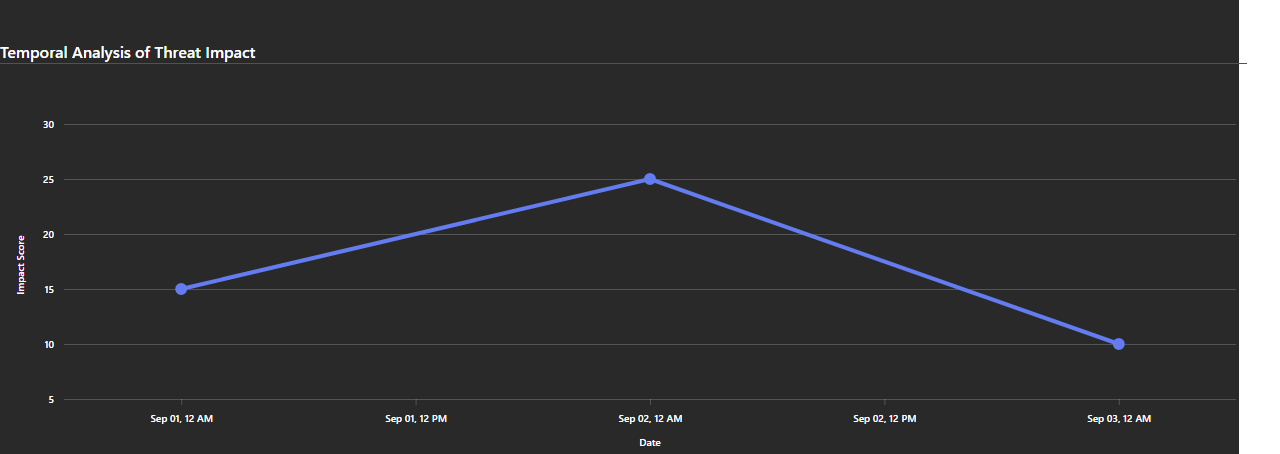 Temporal Analysis of Threat Impact
30
25
20
15
10
5
Impact Score
Sep 01, 12 AM
Sep 01, 12 PM
Sep 02, 12 AM
Sep 02, 12 PM
Sep 03, 12 AM
Date